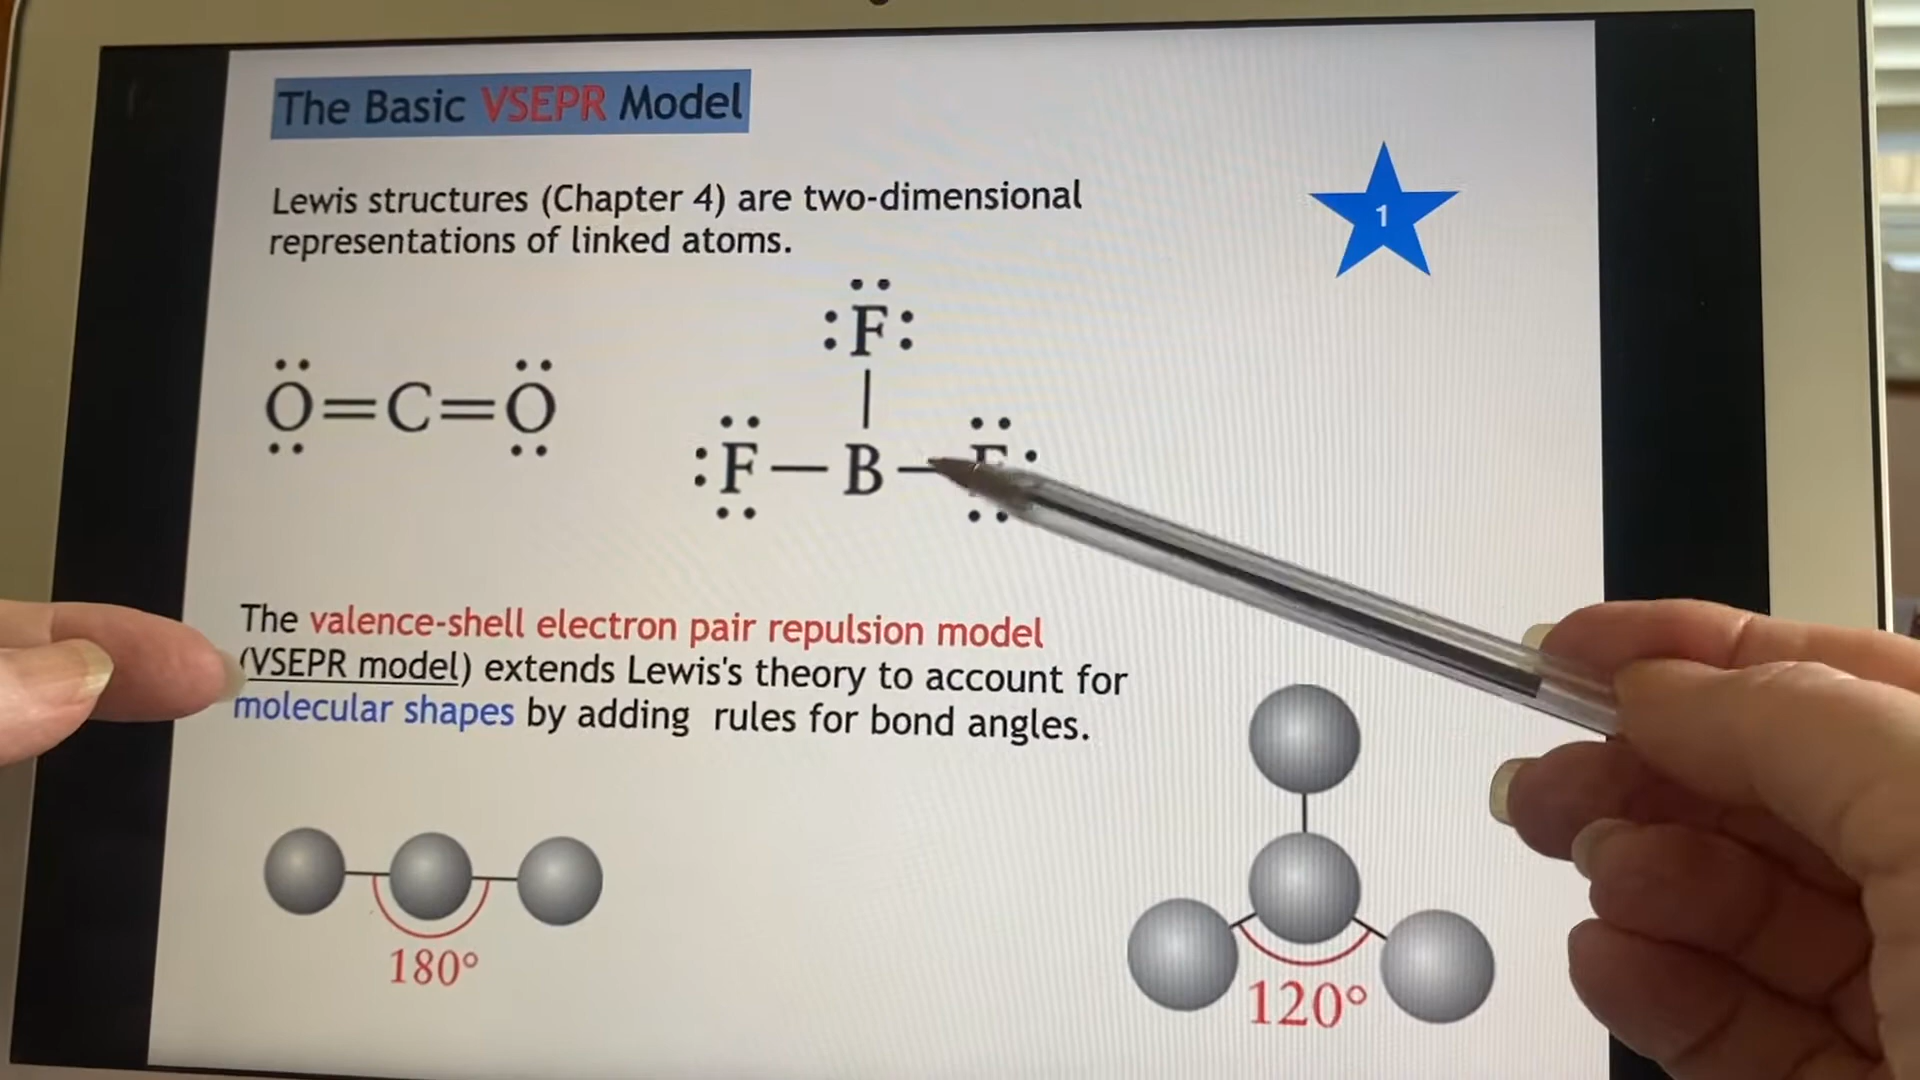 The Basic VSEPR Model
1
Lewis structures (Chapter 4) are two-dimensional
representations of linked atoms.
:F:
O=C=O
:F—B—F:
The valence-shell electron pair repulsion model
(VSEPR model) extends Lewis's theory to account for
molecular shapes by adding rules for bond angles.
180°
120°